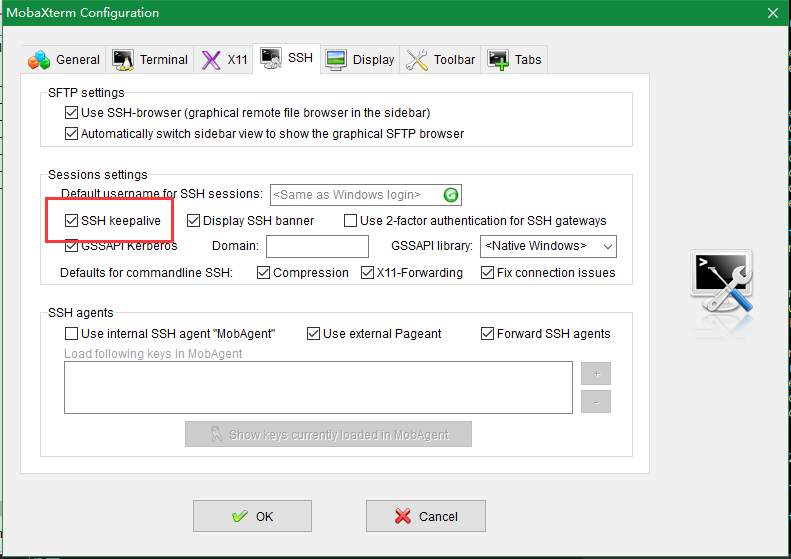 MobaXterm Configuration
General Terminal X11 SSH Display Toolbar Tabs
SFTP settings
Use SSH-browser (graphical remote file browser in the sidebar)
Automatically switch sidebar view to show the graphical SFTP browser
Sessions settings
Default username for SSH sessions: <Same as Windows login>
SSH keepalive Display SSH banner Use 2-factor authentication for SSH gateways
GSSAPI Kerberos Domain: GSSAPI library: <Native Windows>
Defaults for commandline SSH: Compression X11-Forwarding Fix connection issues
SSH agents
Use internal SSH agent "MobAgent" Use external Pageant Forward SSH agents
Load following keys in MobAgent
+
-
Show keys currently loaded in MobAgent
OK Cancel